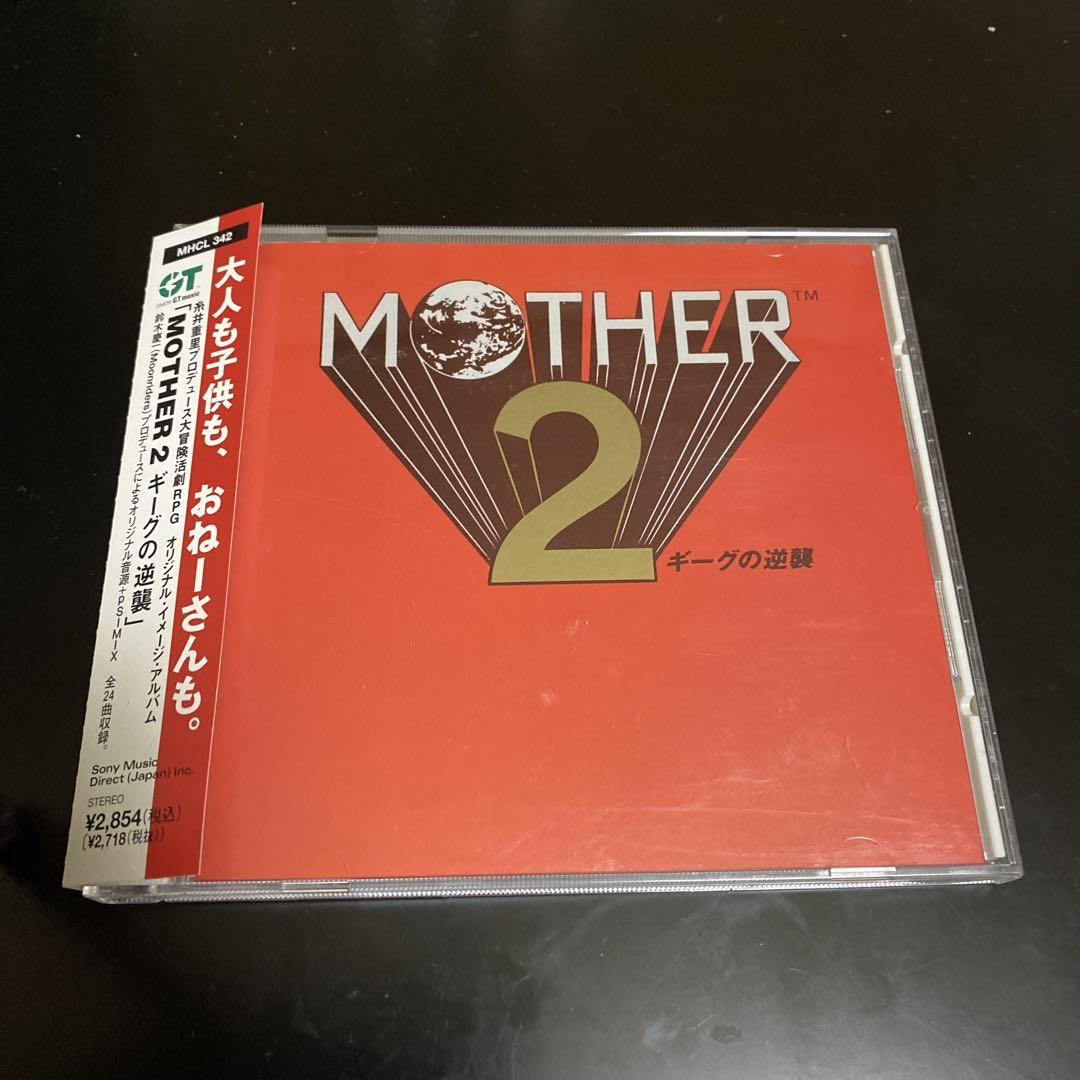 MHCL 342
GT
SMDR GT music
大人も子供も、おねーさんも。
糸井重里プロデュース大冒険活劇RPG オリジナル・イメージ・アルバム
「MOTHER 2 ギーグの逆襲」
鈴木慶一(Moonriders)プロデュースによるオリジナル音源+pSIMIX 全24曲収録。
Sony Music
Direct (Japan) Inc.
STEREO
¥2,854(税込)
(¥2,718(税抜))
MOTHER™
2
ギーグの逆襲